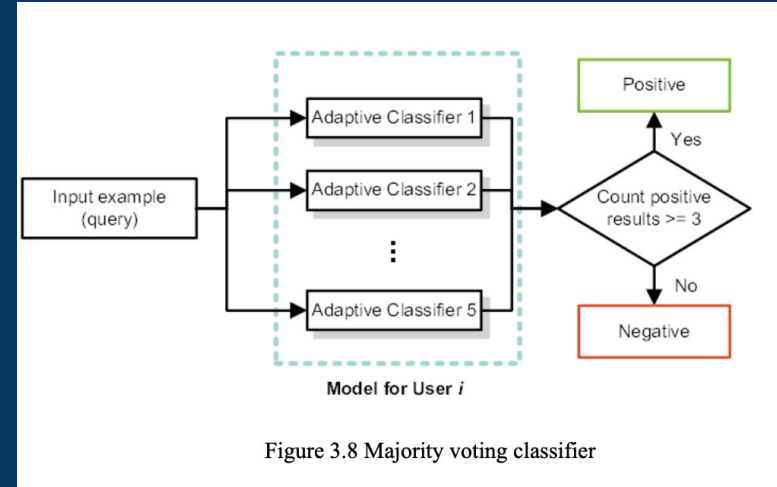 Input example
(query)
Adaptive Classifier 1
Adaptive Classifier 2
⋮
Adaptive Classifier 5
Model for User i
Count positive
results >= 3
Yes
Positive
No
Negative
Figure 3.8 Majority voting classifier